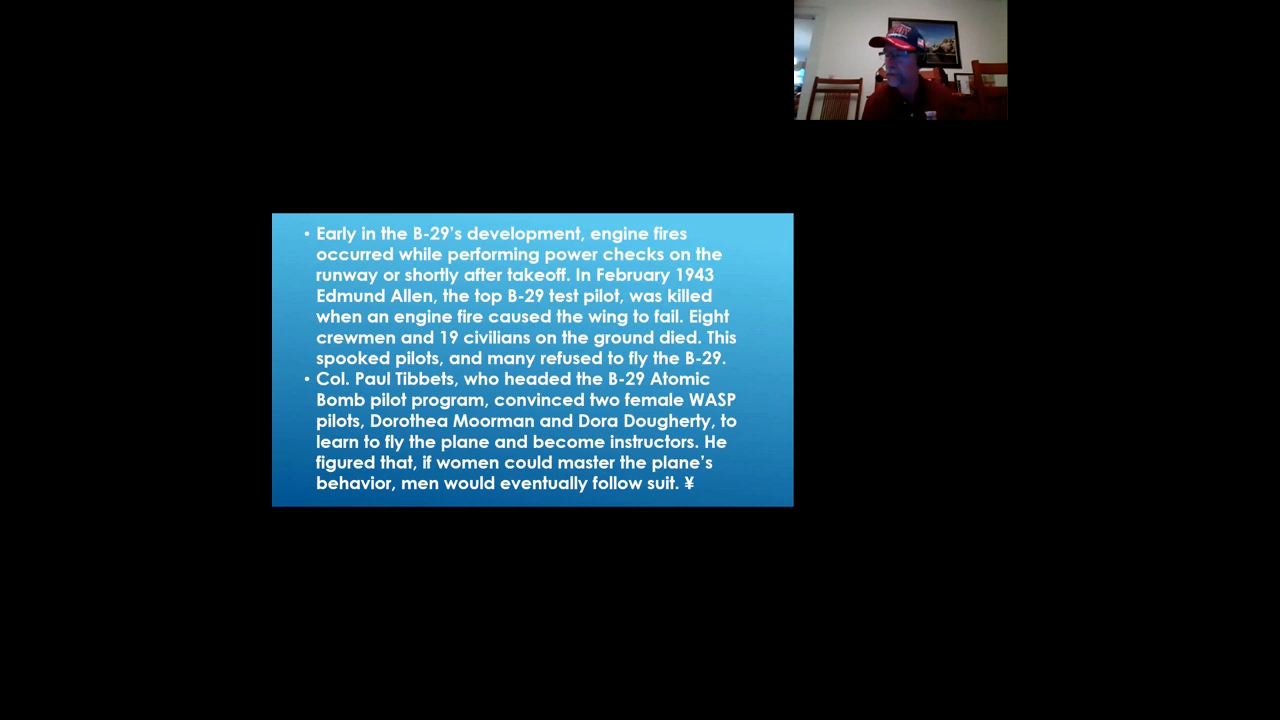 • Early in the B-29’s development, engine fires
occurred while performing power checks on the
runway or shortly after takeoff. In February 1943
Edmund Allen, the top B-29 test pilot, was killed
when an engine fire caused the wing to fail. Eight
crewmen and 19 civilians on the ground died. This
spooked pilots, and many refused to fly the B-29.
• Col. Paul Tibbets, who headed the B-29 Atomic
Bomb pilot program, convinced two female WASP
pilots, Dorothea Moorman and Dora Dougherty, to
learn to fly the plane and become instructors. He
figured that, if women could master the plane’s
behavior, men would eventually follow suit. ¥